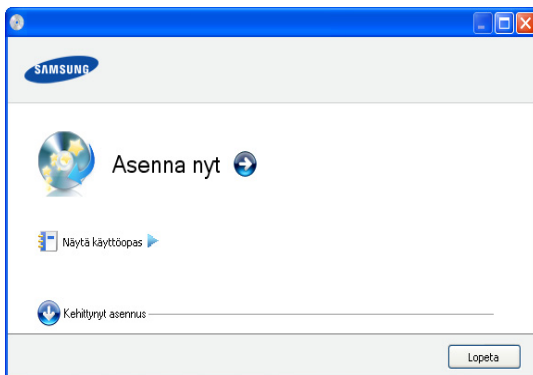 SAMSUNG
Asenna nyt
Näytä käyttöopas
Kehittynyt asennus
Lopeta